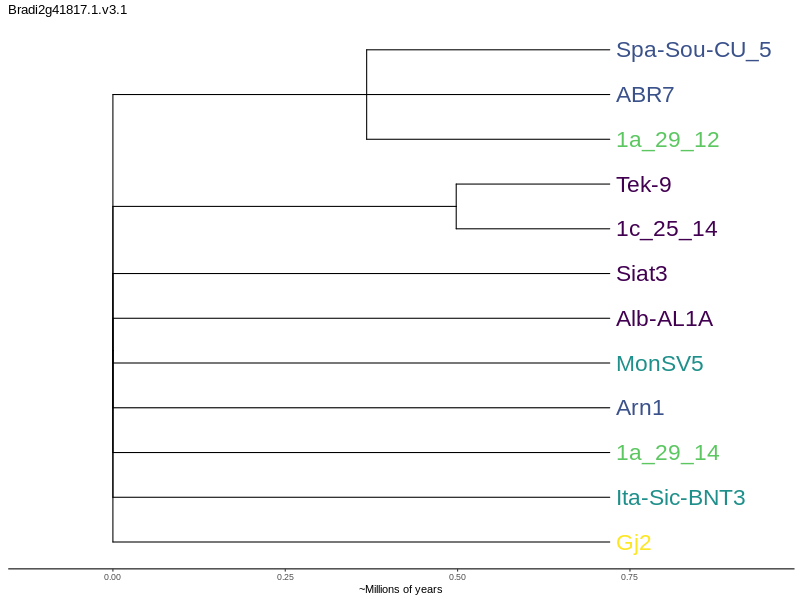 Bradi2g41817.1.v3.1
Spa-Sou-CU_5
ABR7
1a_29_12
Tek-9
1c_25_14
Siat3
Alb-AL1A
MonSV5
Arn1
1a_29_14
Ita-Sic-BNT3
Gj2
0.00 0.25 0.50 0.75
~Millions of years